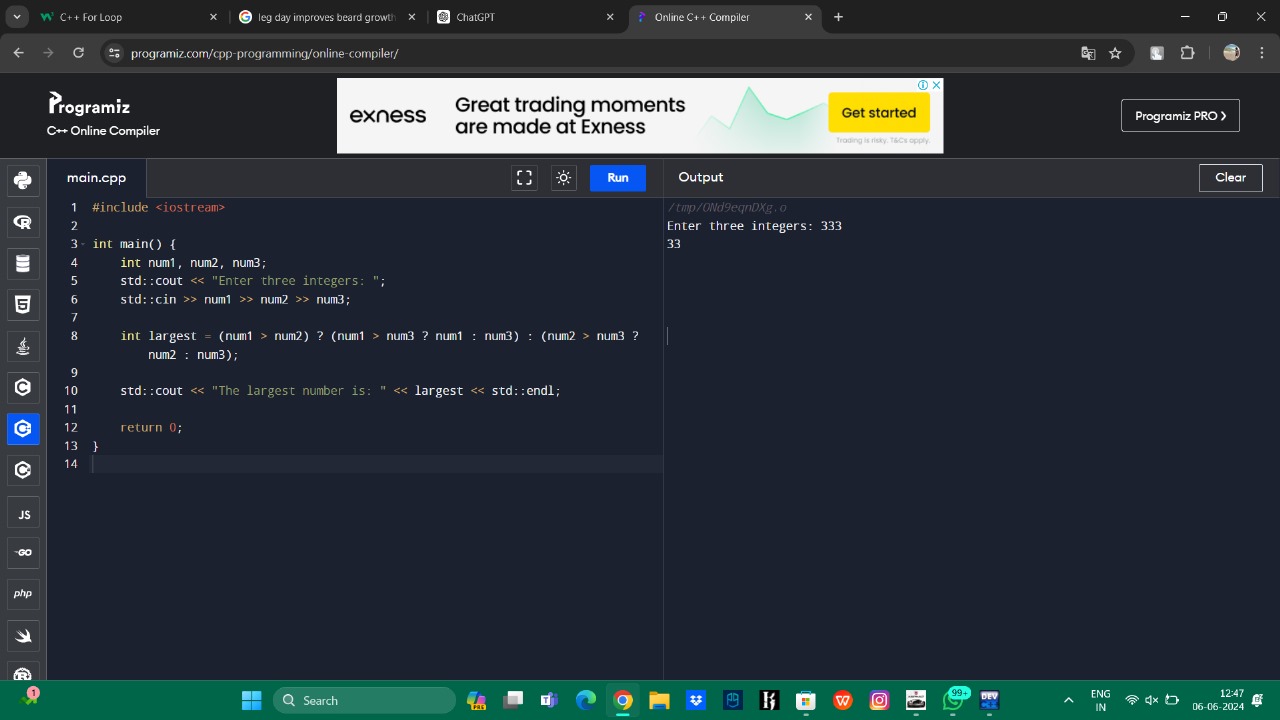 C++ For Loop
leg day improves beard growth
ChatGPT
Online C++ Compiler
programiz.com/cpp-programming/online-compiler/
Programiz
C++ Online Compiler
exness
Great trading moments
are made at Exness
Get started
Trading is risky. T&Cs apply.
Programiz PRO
main.cpp
Run
Output
Clear
1 #include <iostream>
2
3 int main() {
4 int num1, num2, num3;
5 std::cout << "Enter three integers: ";
6 std::cin >> num1 >> num2 >> num3;
7
8 int largest = (num1 > num2) ? (num1 > num3 ? num1 : num3) : (num2 > num3 ?
num2 : num3);
9
10 std::cout << "The largest number is: " << largest << std::endl;
11
12 return 0;
13 }
14
/tmp/ONd9eqnDXg.o
Enter three integers: 333
33
R
5
C
C
C
JS
GO
php
1
Search
PRE
99+
DEV
ENG
IN
12:47
06-06-2024